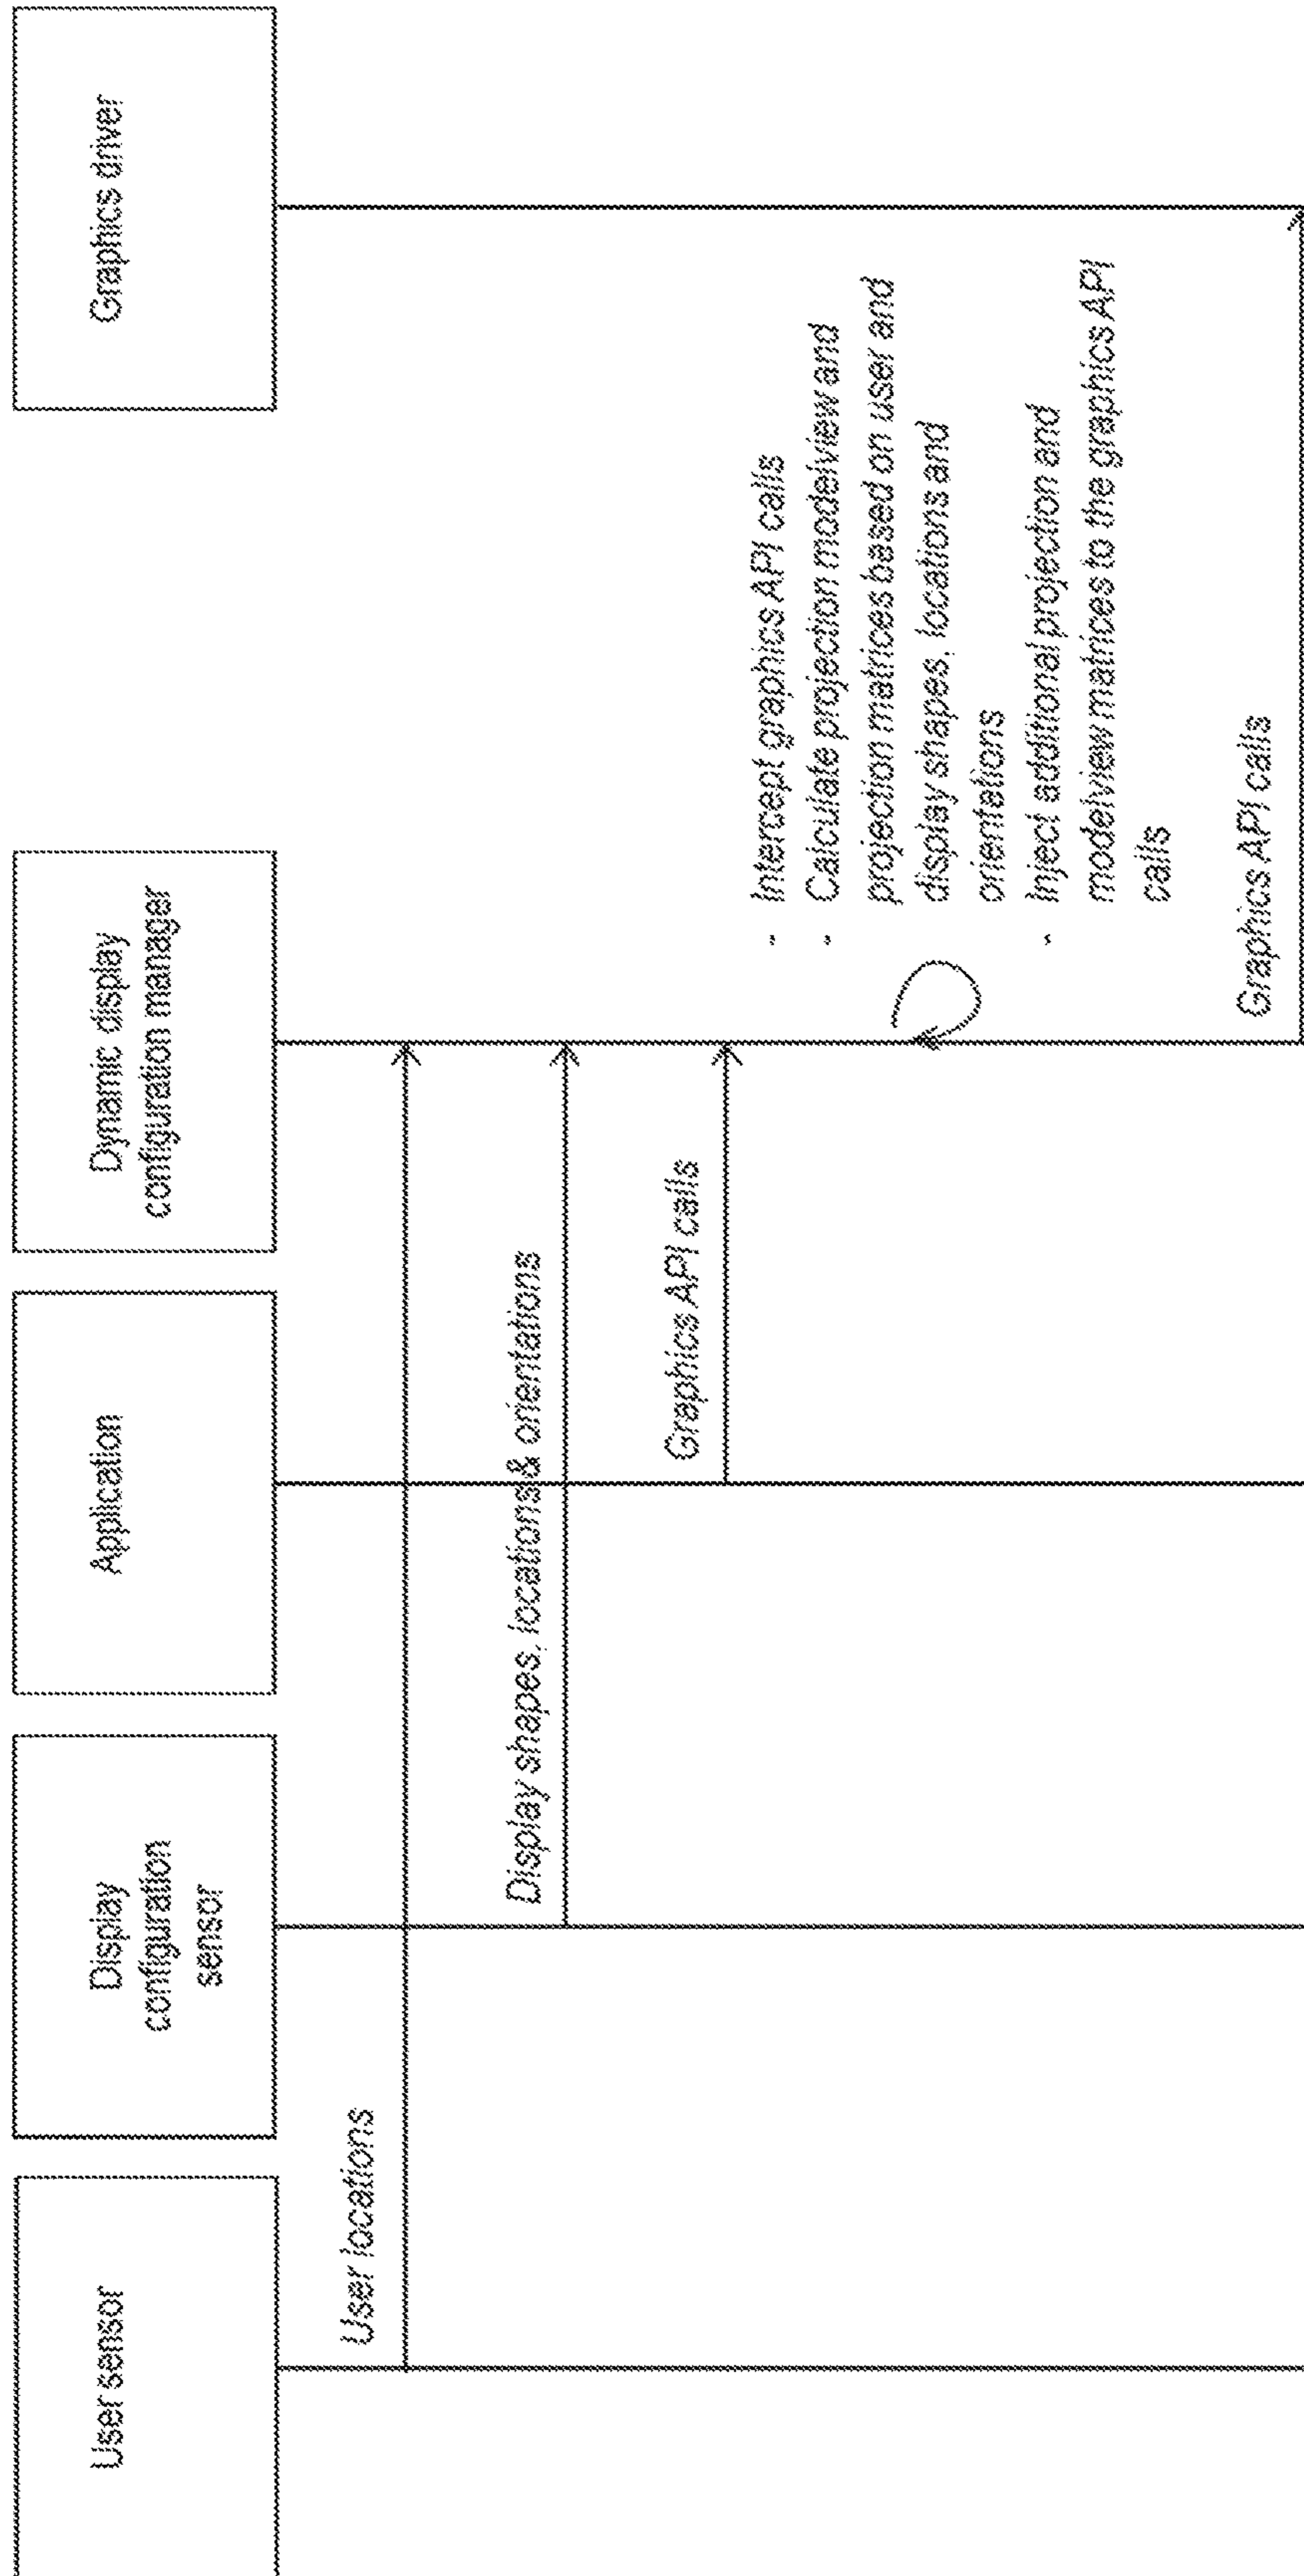 User sensor
Display
configuration
sensor
Application
Dynamic display
configuration manager
Graphics driver
User locations
Display shapes, locations & orientations
Graphics API calls
- Intercept graphics API calls
- Calculate projection modelview and
projection matrices based on user and
display shapes, locations and
orientations
- Inject additional projection and
modelview matrices to the graphics API
calls
Graphics API calls